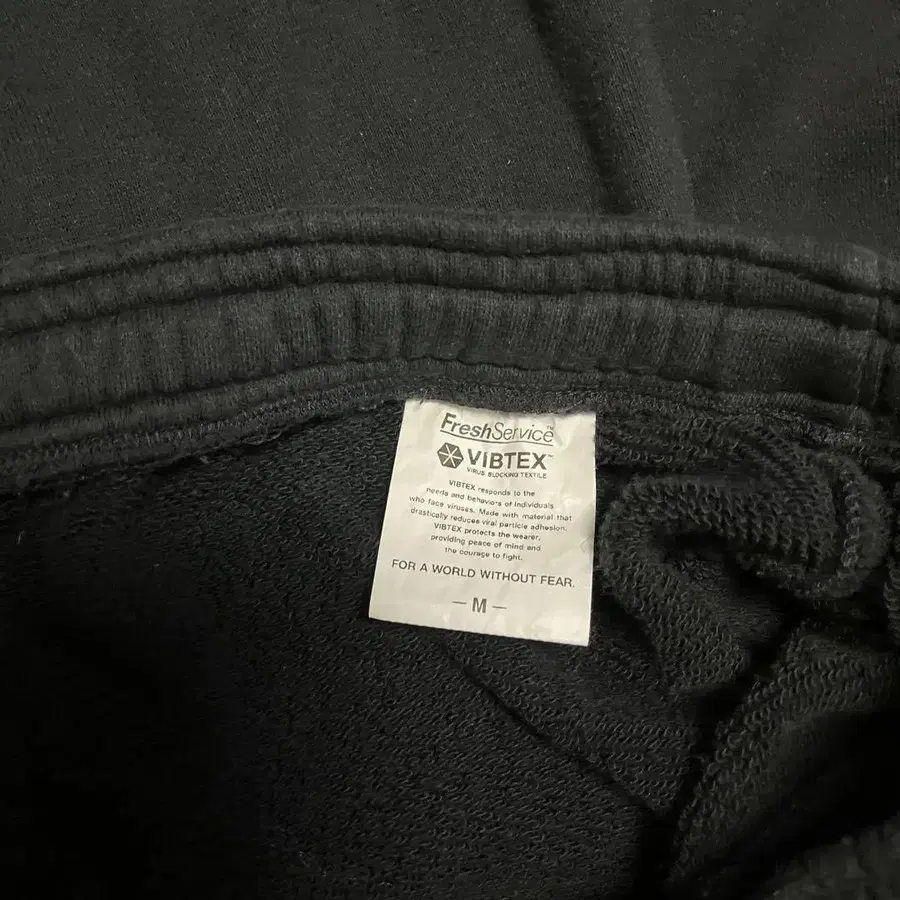 FreshService™
VIBTEX™
VIRUS BLOCKING TEXTILE
VIBTEX responds to the
needs and behaviors of individuals
who face viruses. Made with material that
drastically reduces viral particle adhesion.
VIBTEX protects the wearer,
providing peace of mind and
the courage to fight.
FOR A WORLD WITHOUT FEAR.
— M —